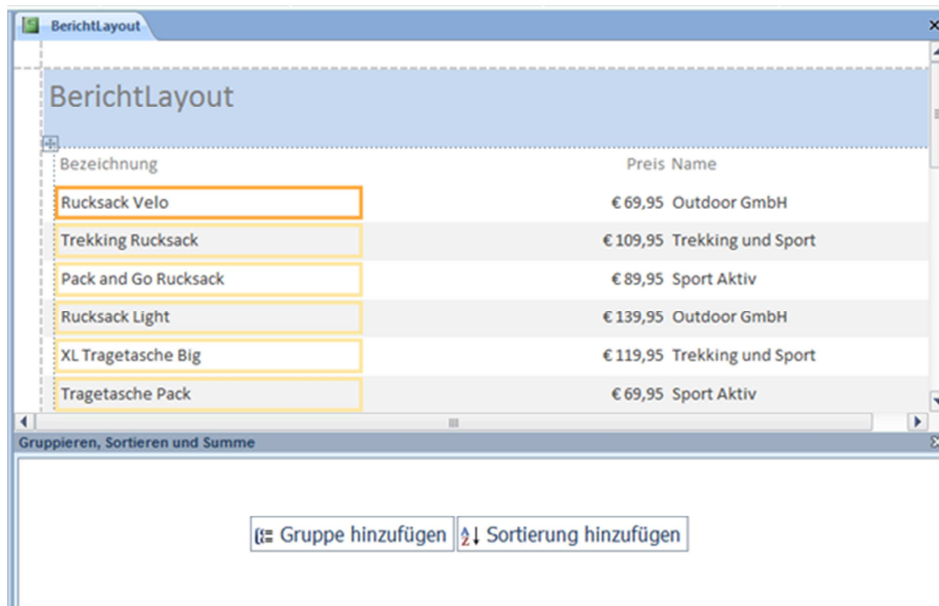 BerichtLayout
BerichtLayout
Bezeichnung Preis Name
Rucksack Velo € 69,95 Outdoor GmbH
Trekking Rucksack € 109,95 Trekking und Sport
Pack and Go Rucksack € 89,95 Sport Aktiv
Rucksack Light € 139,95 Outdoor GmbH
XL Tragetasche Big € 119,95 Trekking und Sport
Tragetasche Pack € 69,95 Sport Aktiv
Gruppieren, Sortieren und Summe
Gruppe hinzufügen A Z Sortierung hinzufügen